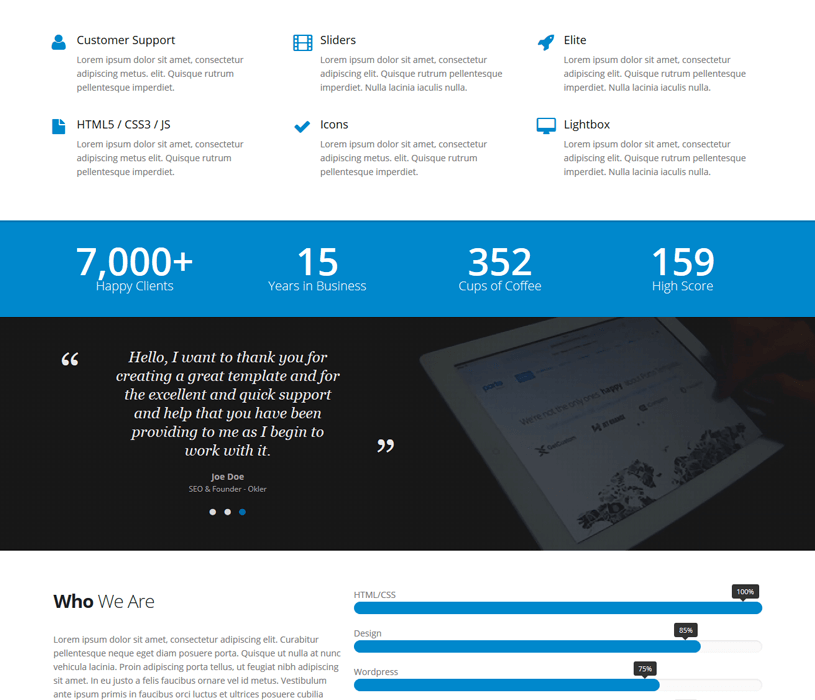 Customer Support
Lorem ipsum dolor sit amet, consectetur
adipiscing metus. elit. Quisque rutrum
pellentesque imperdiet.
Sliders
Lorem ipsum dolor sit amet, consectetur
adipiscing elit. Quisque rutrum pellentesque
imperdiet. Nulla lacinia iaculis nulla.
Elite
Lorem ipsum dolor sit amet, consectetur
adipiscing elit. Quisque rutrum pellentesque
imperdiet. Nulla lacinia iaculis nulla.
HTML5 / CSS3 / JS
Lorem ipsum dolor sit amet, consectetur
adipiscing metus elit. Quisque rutrum
pellentesque imperdiet.
Icons
Lorem ipsum dolor sit amet, consectetur
adipiscing metus. elit. Quisque rutrum
pellentesque imperdiet.
Lightbox
Lorem ipsum dolor sit amet, consectetur
adipiscing elit. Quisque rutrum pellentesque
imperdiet. Nulla lacinia iaculis nulla.
7,000+
Happy Clients
15
Years in Business
352
Cups of Coffee
159
High Score
“
Hello, I want to thank you for
creating a great template and for
the excellent and quick support
and help that you have been
providing to me as I begin to
work with it.
”
Joe Doe
SEO & Founder - Okler
porto
We're not the only ones happy about Porto Template
Who We Are
Lorem ipsum dolor sit amet, consectetur adipiscing elit. Curabitur
pellentesque neque eget diam posuere porta. Quisque ut nulla at nunc
vehicula lacinia. Proin adipiscing porta tellus, ut feugiat nibh adipiscing
sit amet. In eu justo a felis faucibus ornare vel id metus. Vestibulum
ante ipsum primis in faucibus orci luctus et ultrices posuere cubilia
HTML/CSS
100%
Design
85%
Wordpress
75%